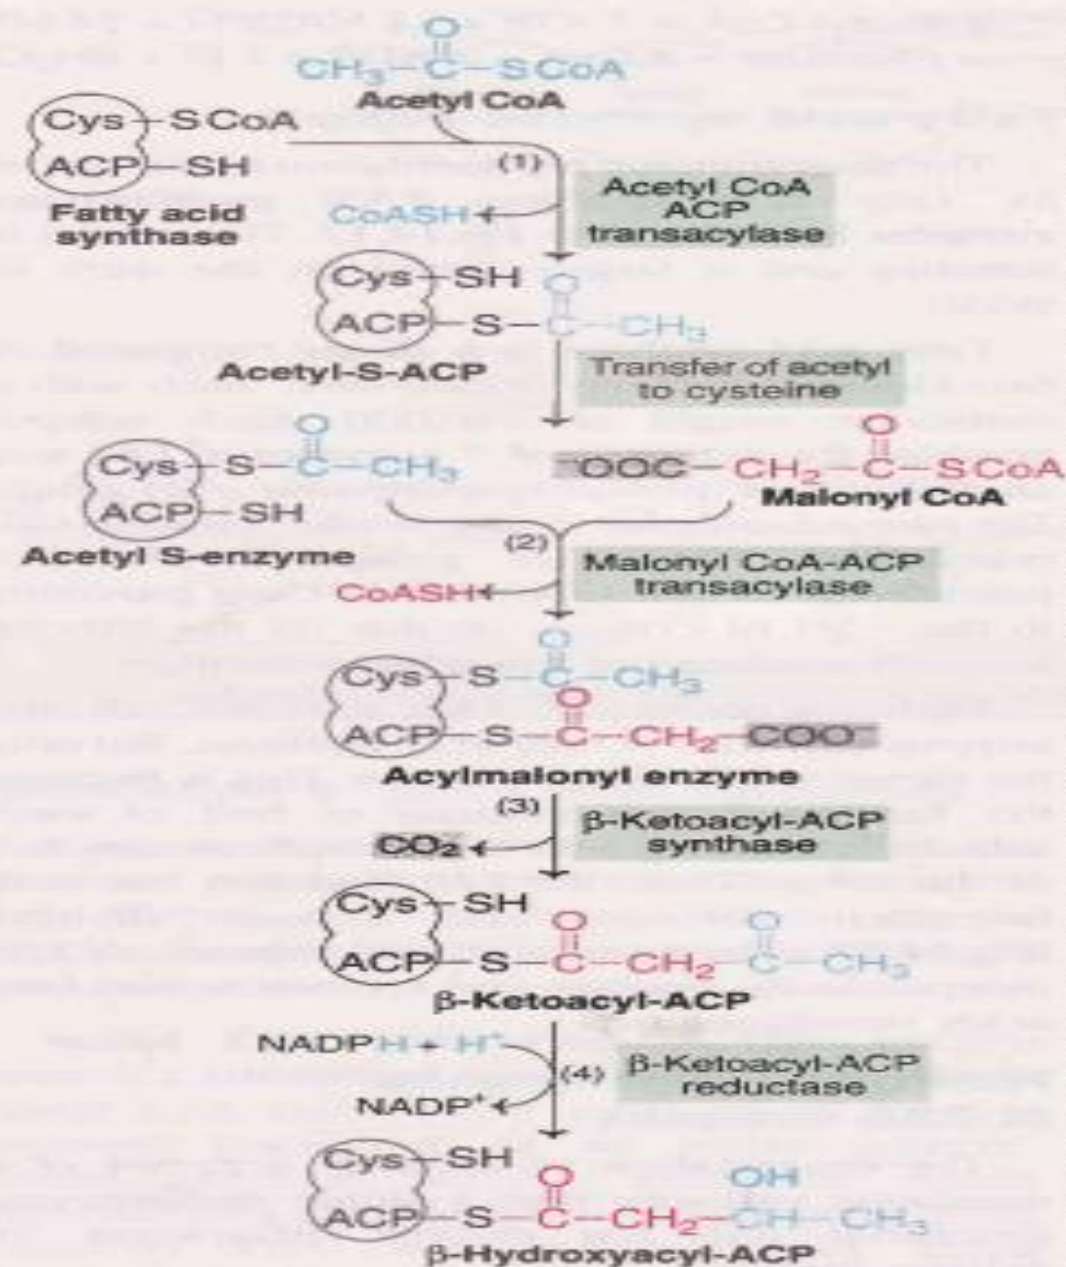 O
CH₃—C—SCoA
Acetyl CoA
Cys—SCoA
ACP—SH
Fatty acid
synthase
(1)
Acetyl CoA
ACP
transacylase
CoASH
Cys—SH O
ACP—S—C—CH₃
Acetyl-S-ACP
Transfer of acetyl
to cysteine
O
Cys—S—C—CH₃
ACP—SH
Acetyl S-enzyme
O
OOC—CH₂—C—SCoA
Malonyl CoA
(2)
Malonyl CoA-ACP
transacylase
CoASH
O
Cys—S—C—CH₃
O
ACP—S—C—CH₂—COO
Acylmalonyl enzyme
(3)
β-Ketoacyl-ACP
synthase
CO₂
Cys—SH
O O
ACP—S—C—CH₂—C—CH₃
β-Ketoacyl-ACP
NADPH + H⁺
(4)
β-Ketoacyl-ACP
reductase
NADP⁺
Cys—SH
O OH
ACP—S—C—CH₂—CH—CH₃
β-Hydroxyacyl-ACP